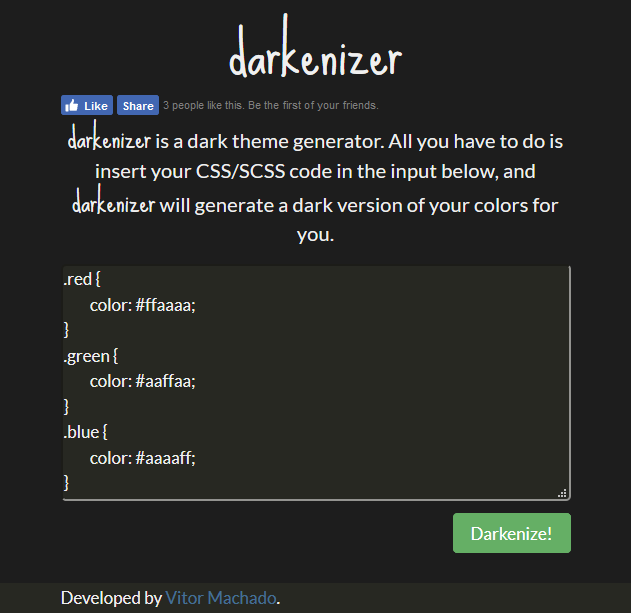 darkenizer
Like Share 3 people like this. Be the first of your friends.
darkenizer is a dark theme generator. All you have to do is
insert your CSS/SCSS code in the input below, and
darkenizer will generate a dark version of your colors for
you.
.red {
color: #ffaaaa;
}
.green {
color: #aaffaa;
}
.blue {
color: #aaaaff;
}
Darkenize!
Developed by Vitor Machado.